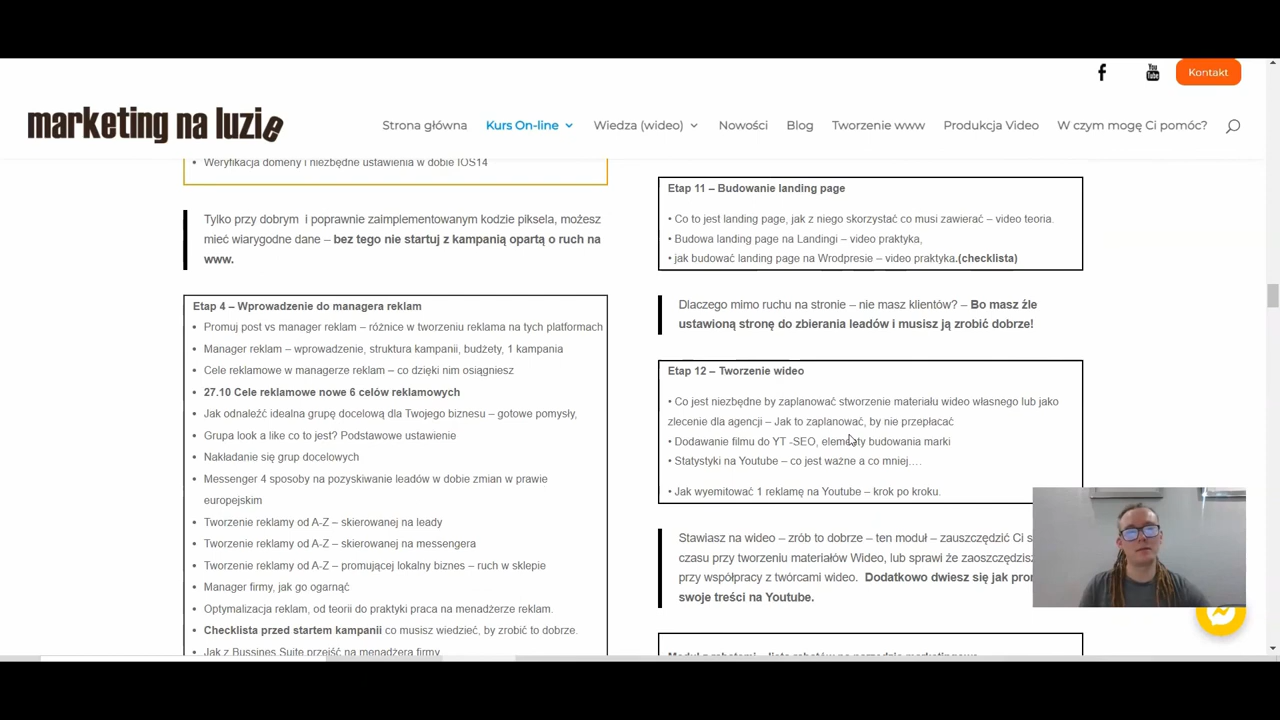 You
Tube
Kontakt
marketing na luzie
Strona główna
Kurs On-line
Wiedza (wideo)
Nowości
Blog
Tworzenie www
Produkcja Video
W czym mogę Ci pomóc?
• Weryfikacja domeny i niezbędne ustawienia w dobie IOS14
Tylko przy dobrym i poprawnie zaimplementowanym kodzie piksela, możesz
mieć wiarygodne dane – bez tego nie startuj z kampanią opartą o ruch na
www.
Etap 4 – Wprowadzenie do managera reklam
• Promuj post vs manager reklam – różnice w tworzeniu reklama na tych platformach
• Manager reklam – wprowadzenie, struktura kampanii, budżety, 1 kampania
• Cele reklamowe w managerze reklam – co dzięki nim osiągniesz
• 27.10 Cele reklamowe nowe 6 celów reklamowych
• Jak odnaleźć idealna grupę docelową dla Twojego biznesu – gotowe pomysły,
• Grupa look a like co to jest? Podstawowe ustawienie
• Nakładanie się grup docelowych
• Messenger 4 sposoby na pozyskiwanie leadów w dobie zmian w prawie
europejskim
• Tworzenie reklamy od A-Z – skierowanej na leady
• Tworzenie reklamy od A-Z – skierowanej na messengera
• Tworzenie reklamy od A-Z – promującej lokalny biznes – ruch w sklepie
• Manager firmy, jak go ogarnąć
• Optymalizacja reklam, od teorii do praktyki praca na menadżerze reklam.
• Checklista przed startem kampanii co musisz wiedzieć, by zrobić to dobrze.
• Jak z Bussines Suite przejść na menadżera firmy.
Etap 11 – Budowanie landing page
• Co to jest landing page, jak z niego skorzystać co musi zawierać – video teoria.
• Budowa landing page na Landingi – video praktyka,
• jak budować landing page na Wrodpresie – video praktyka.(checklista)
Dlaczego mimo ruchu na stronie – nie masz klientów? – Bo masz źle
ustawioną stronę do zbierania leadów i musisz ją zrobić dobrze!
Etap 12 – Tworzenie wideo
• Co jest niezbędne by zaplanować stworzenie materiału wideo własnego lub jako
zlecenie dla agencji – Jak to zaplanować, by nie przepłacać
• Dodawanie filmu do YT -SEO, elementy budowania marki
• Statystyki na Youtube – co jest ważne a co mniej….
• Jak wyemitować 1 reklamę na Youtube – krok po kroku.
Stawiasz na wideo – zrób to dobrze – ten moduł – zauszczędzić Ci s
czasu przy tworzeniu materiałów Wideo, lub sprawi że zaoszczędzis
przy współpracy z twórcami wideo. Dodatkowo dwiesz się jak pro
swoje treści na Youtube.